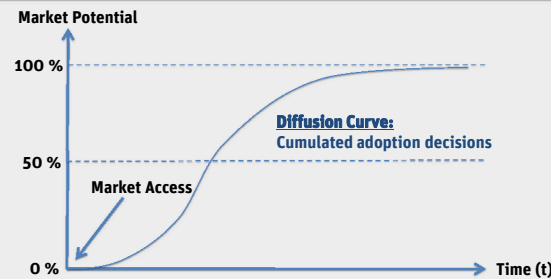 Market Potential
100 %
Diffusion Curve:
Cumulated adoption decisions
50 %
Market Access
0 %
Time (t)